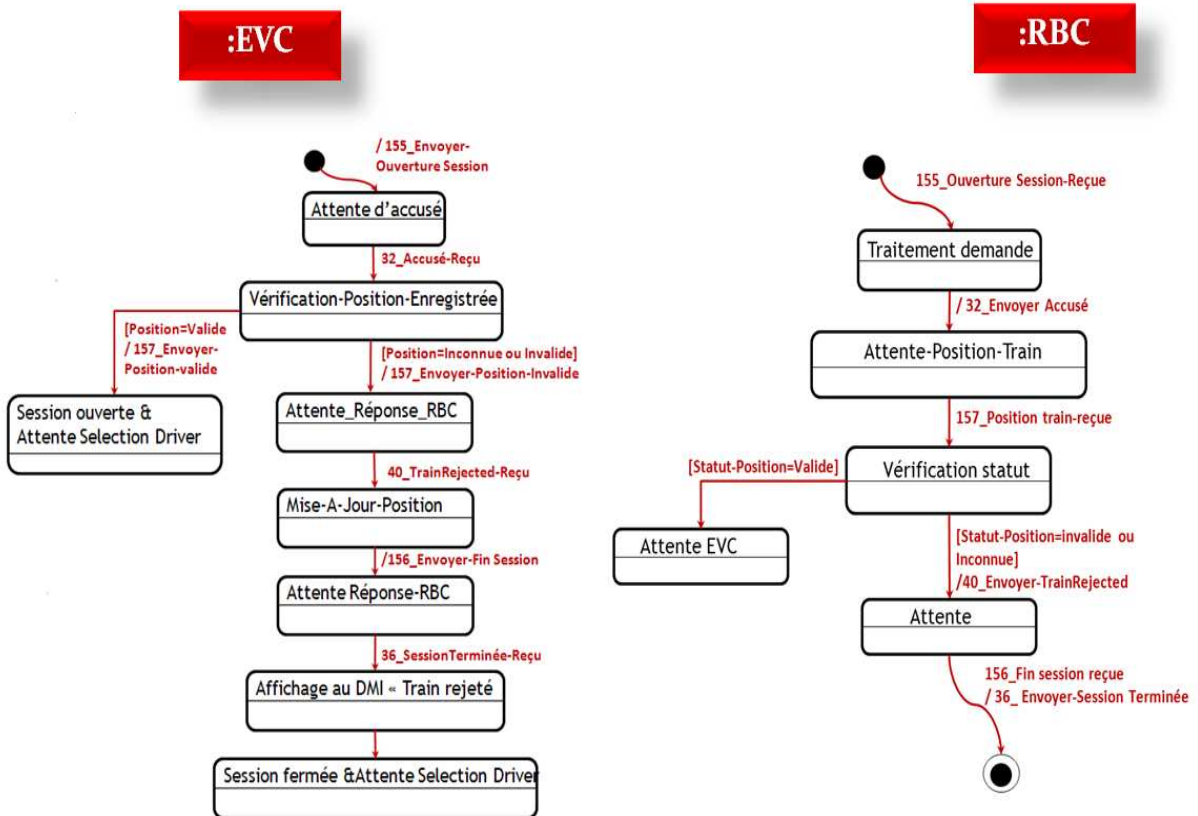 :EVC
/ 155_Envoyer-
Ouverture Session
Attente d'accusé
32_Accusé-Reçu
Vérification-Position-Enregistrée
[Position=Valide
/ 157_Envoyer-
Position-valide
[Position=Inconnue ou Invalide]
/ 157_Envoyer-Position-Invalide
Session ouverte &
Attente Selection Driver
Attente_Réponse_RBC
40_TrainRejected-Reçu
Mise-A-Jour-Position
/156_Envoyer-Fin Session
Attente Réponse-RBC
36_SessionTerminée-Reçu
Affichage au DMI « Train rejeté
Session fermée &Attente Selection Driver
:RBC
155_Ouverture Session-Reçue
Traitement demande
/ 32_Envoyer Accusé
Attente-Position-Train
157_Position train-reçue
Vérification statut
[Statut-Position=Valide]
Attente EVC
[Statut-Position=invalide ou
Inconnue]
/40_Envoyer-TrainRejected
Attente
156_Fin session reçue
/ 36_ Envoyer-Session Terminée